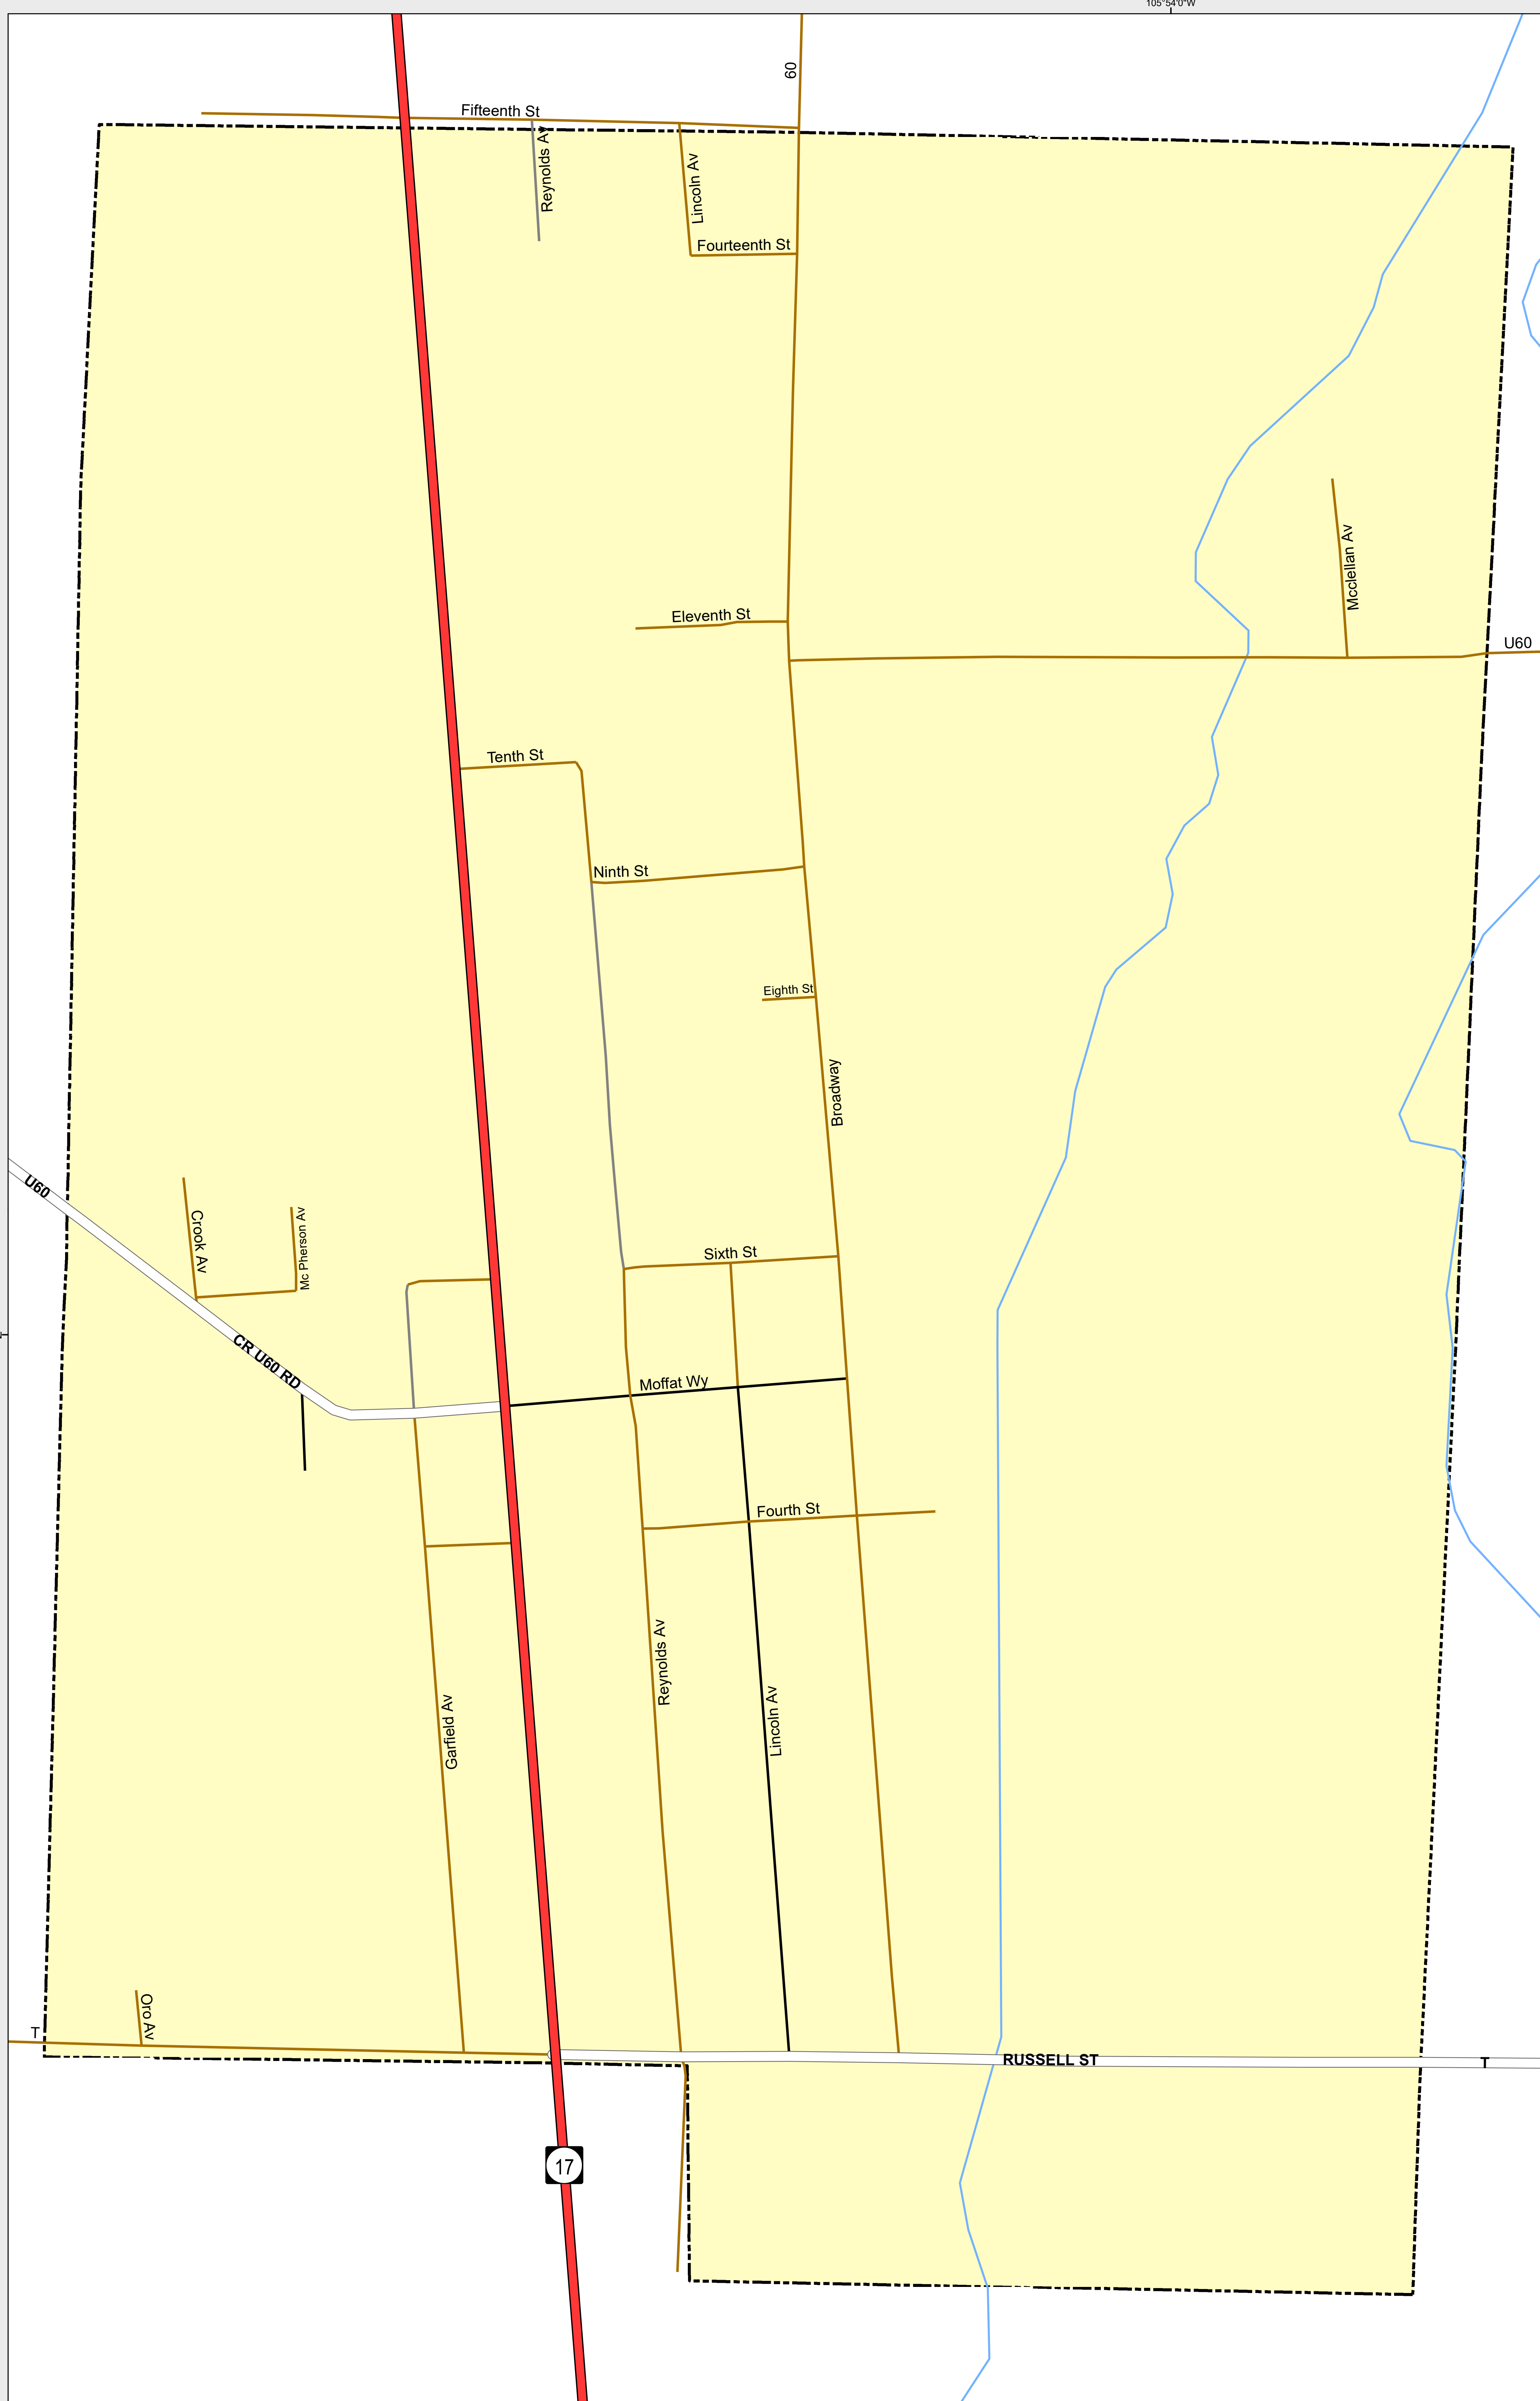 105°54'0"W
60
Fifteenth St
Reynolds Av
Lincoln Av
Fourteenth St
Mcclellan Av
Eleventh St
U60
Tenth St
Ninth St
Eighth St
Broadway
U60
Crook Av
Mc Pherson Av
Sixth St
CR U60 RD
Moffat Wy
Fourth St
Reynolds Av
Garfield Av
Lincoln Av
Oro Av
T
RUSSELL ST
T
17